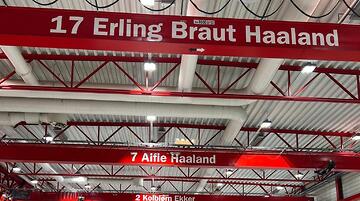 17 Erling Braut Haaland
7 Alfie Haaland
2 Kolbjørn Ekker